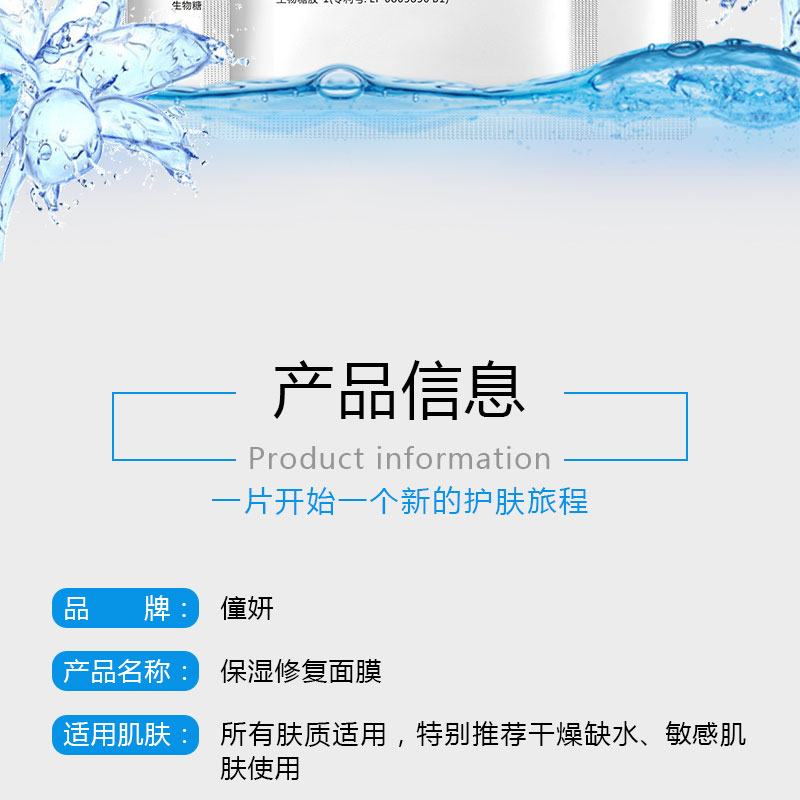 生物糖
产品信息
Product information
一片开始一个新的护肤旅程
品 牌： 僮妍
产品名称： 保湿修复面膜
适用肌肤： 所有肤质适用，特别推荐干燥缺水、敏感肌
肤使用